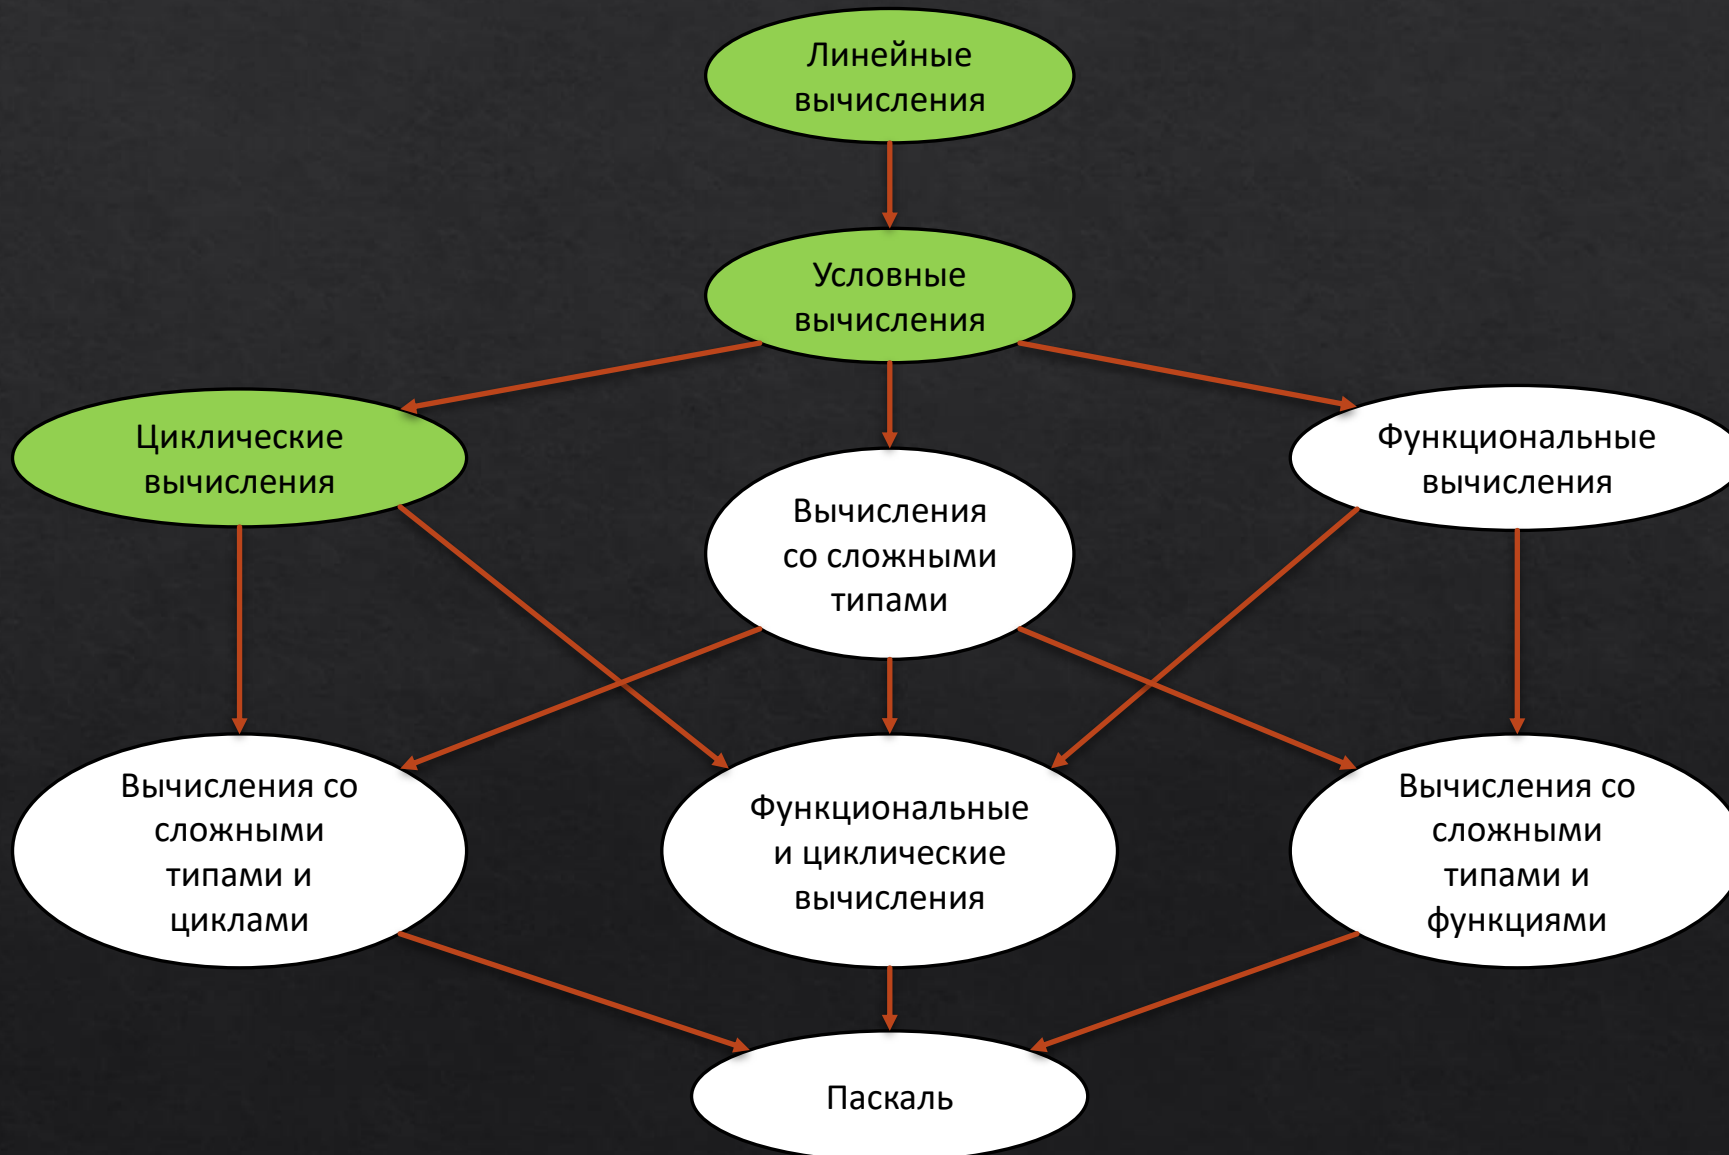 Линейные
вычисления
Условные
вычисления
Циклические
вычисления
Вычисления
со сложными
типами
Функциональные
вычисления
Вычисления со
сложными
типами и
циклами
Функциональные
и циклические
вычисления
Вычисления со
сложными
типами и
функциями
Паскаль